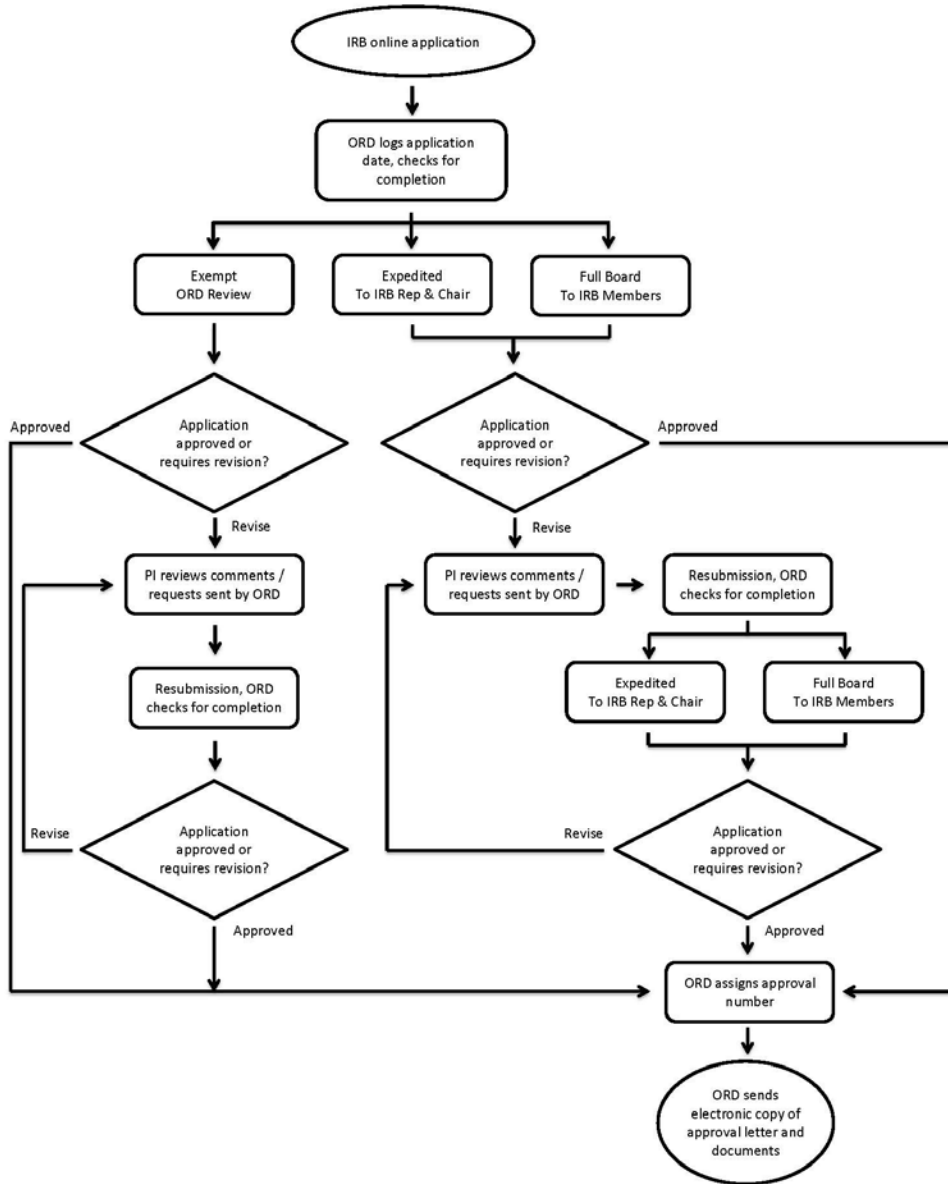 IRB online application
ORD logs application
date, checks for
completion
Exempt
ORD Review
Expedited
To IRB Rep & Chair
Full Board
To IRB Members
Approved
Application
approved or
requires revision?
Application
approved or
requires revision?
Approved
Revise
Revise
PI reviews comments /
requests sent by ORD
PI reviews comments /
requests sent by ORD
Resubmission, ORD
checks for completion
Resubmission, ORD
checks for completion
Expedited
To IRB Rep & Chair
Full Board
To IRB Members
Revise
Application
approved or
requires revision?
Revise
Application
approved or
requires revision?
Approved
Approved
ORD assigns approval
number
ORD sends
electronic copy of
approval letter and
documents